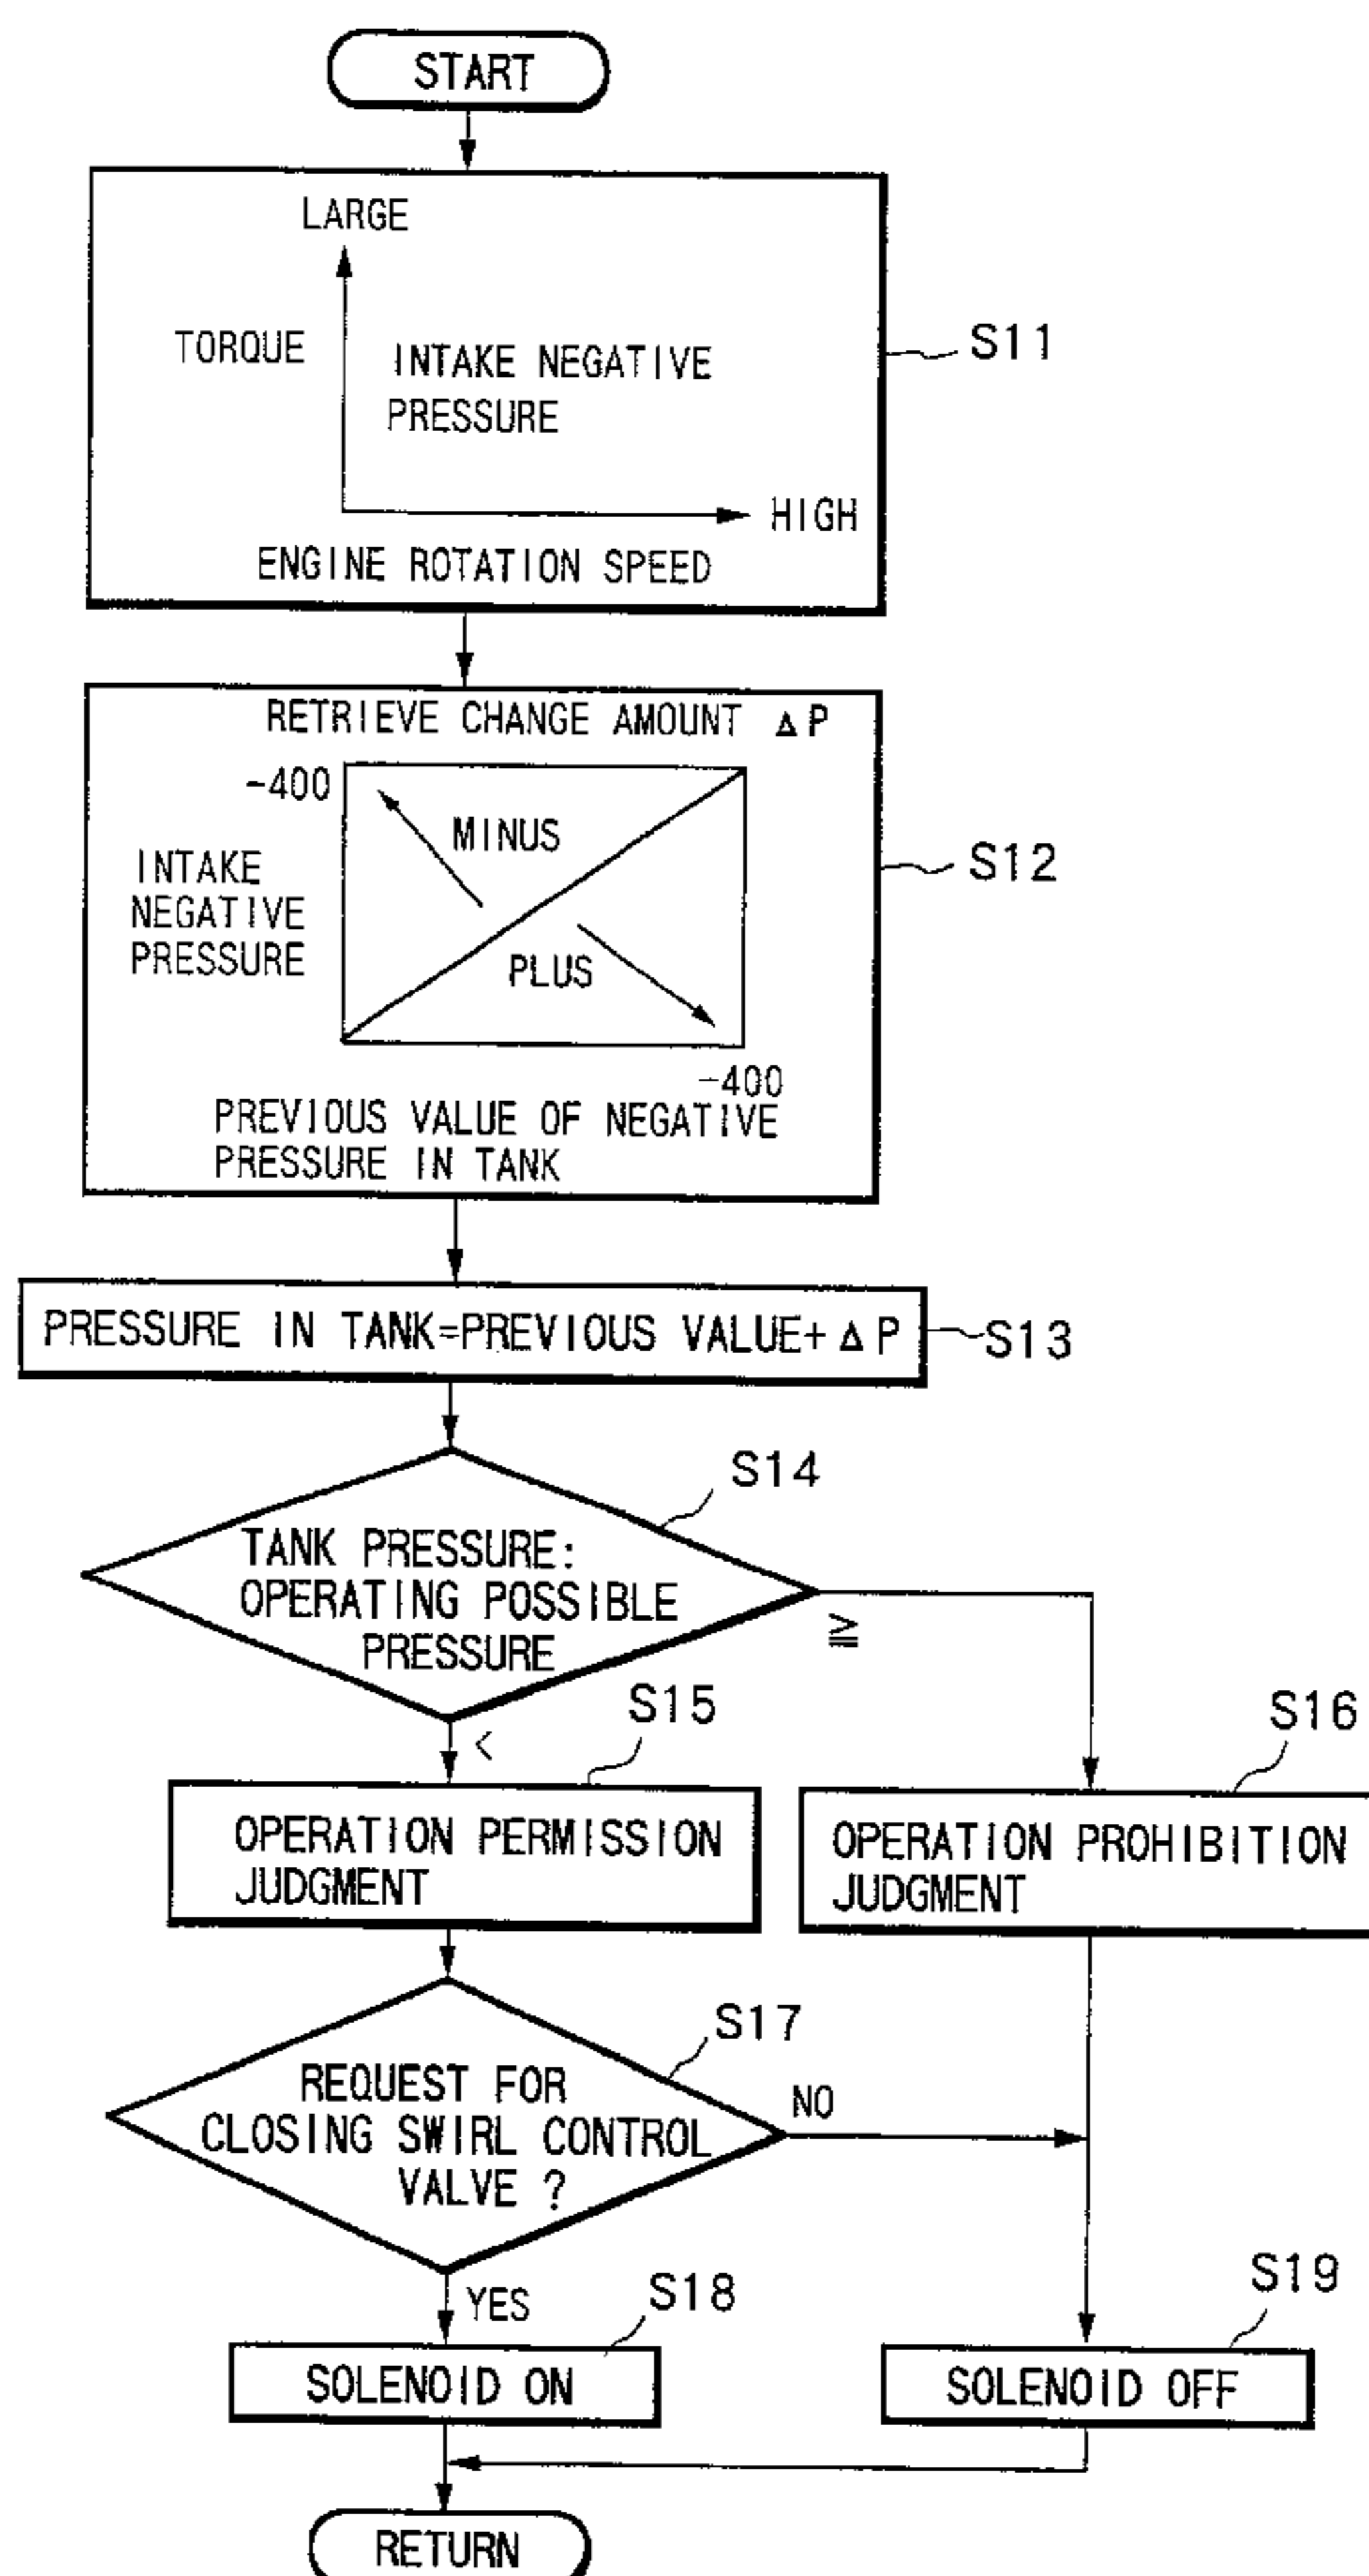 START
LARGE
TORQUE
INTAKE NEGATIVE
PRESSURE
S11
HIGH
ENGINE ROTATION SPEED
RETRIEVE CHANGE AMOUNT ΔP
-400
MINUS
INTAKE
NEGATIVE
PRESSURE
S12
PLUS
-400
PREVIOUS VALUE OF NEGATIVE
PRESSURE IN TANK
PRESSURE IN TANK=PREVIOUS VALUE+ΔP
S13
S14
TANK PRESSURE:
OPERATING POSSIBLE
PRESSURE
≧
S15
<
S16
OPERATION PERMISSION
JUDGMENT
OPERATION PROHIBITION
JUDGMENT
S17
REQUEST FOR
CLOSING SWIRL CONTROL
VALVE ?
NO
YES
S18
S19
SOLENOID ON
SOLENOID OFF
RETURN